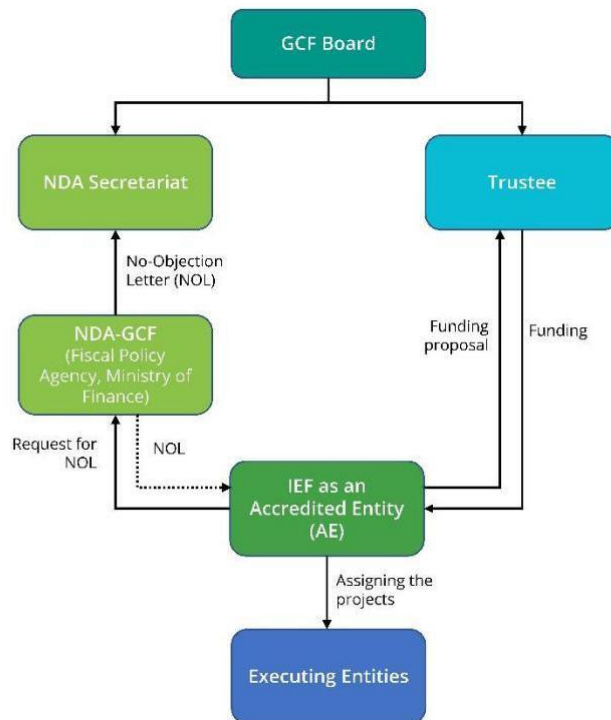 GCF Board
NDA Secretariat
Trustee
No-Objection
Letter (NOL)
NDA-GCF
(Fiscal Policy
Agency, Ministry of
Finance)
Funding
proposal
Funding
Request for
NOL
NOL
IEF as an
Accredited Entity
(AE)
Assigning the
projects
Executing Entities